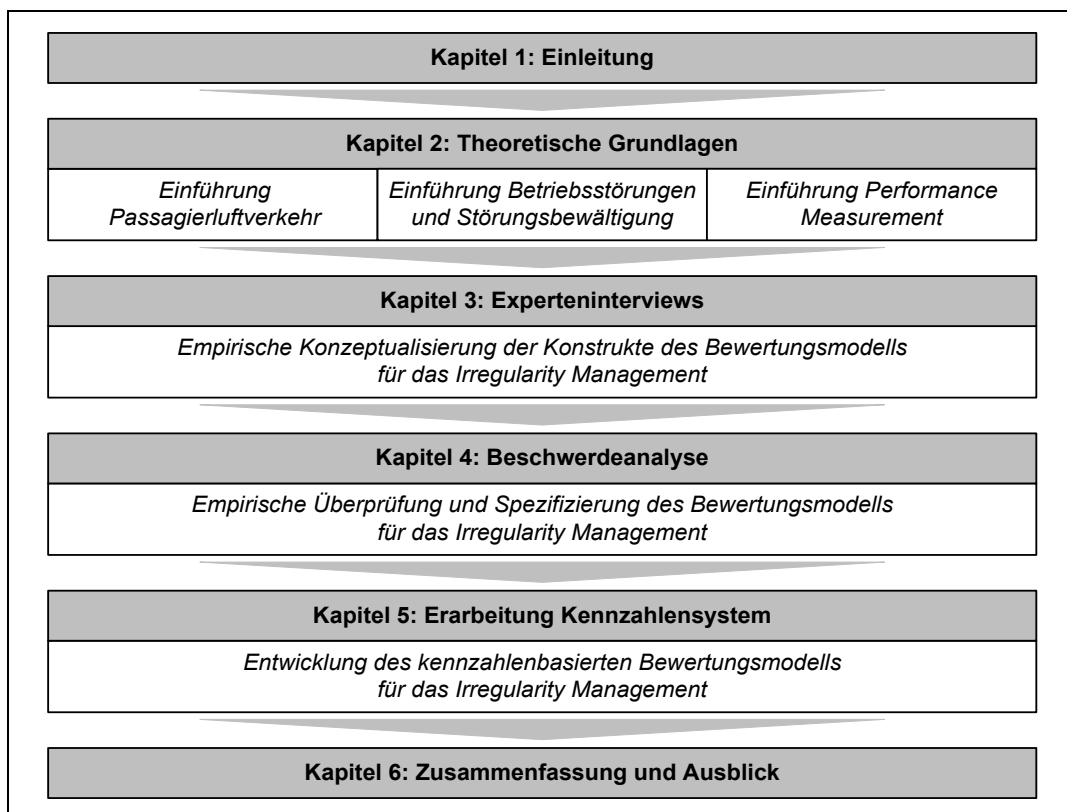 Kapitel 1: Einleitung
Kapitel 2: Theoretische Grundlagen
Einführung
Passagierluftverkehr
Einführung Betriebsstörungen
und Störungsbewältigung
Einführung Performance
Measurement
Kapitel 3: Experteninterviews
Empirische Konzeptualisierung der Konstrukte des Bewertungsmodells
für das Irregularity Management
Kapitel 4: Beschwerdeanalyse
Empirische Überprüfung und Spezifizierung des Bewertungsmodells
für das Irregularity Management
Kapitel 5: Erarbeitung Kennzahlensystem
Entwicklung des kennzahlenbasierten Bewertungsmodells
für das Irregularity Management
Kapitel 6: Zusammenfassung und Ausblick